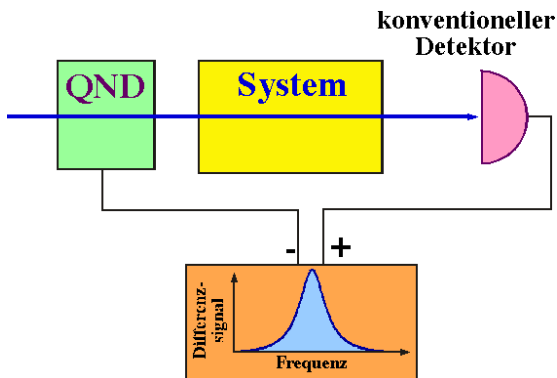 konventioneller
Detektor
QND
System
- +
Differenz-
signal
Frequenz